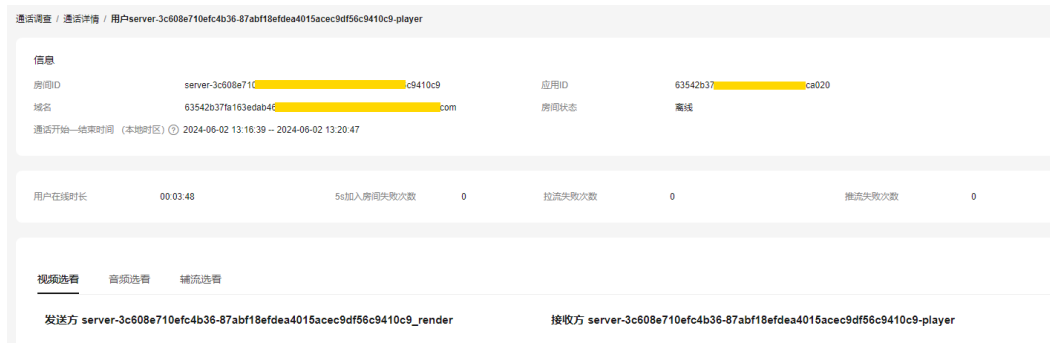 通话调查 / 通话详情 / 用户server-3c608e710efc4b36-87abf18efdea4015acec9df56c9410c9-player
信息
房间ID server-3c608e710 c9410c9 应用ID 63542b37 ca020
域名 63542b37fa163edab46 com 房间状态 离线
通话开始—结束时间 (本地时区) ? 2024-06-02 13:16:39 -- 2024-06-02 13:20:47
用户在线时长 00:03:48 5s加入房间失败次数 0 拉流失败次数 0 推流失败次数 0
视频选看 音频选看 辅流选看
发送方 server-3c608e710efc4b36-87abf18efdea4015acec9df56c9410c9_render 接收方 server-3c608e710efc4b36-87abf18efdea4015acec9df56c9410c9-player